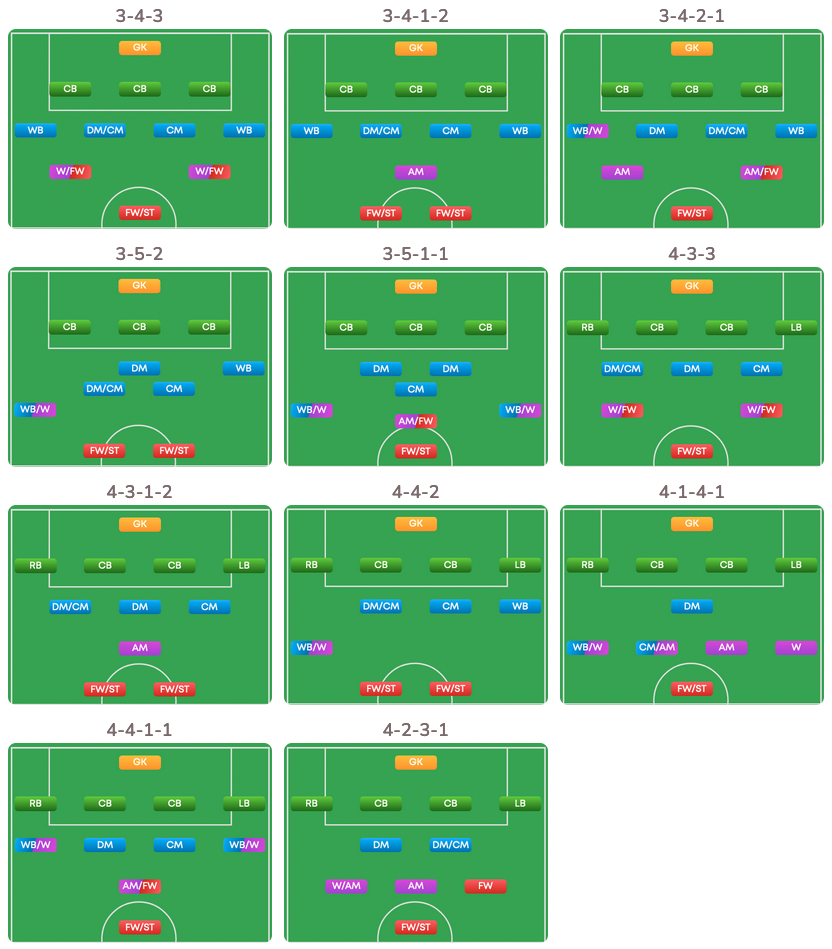 3-4-3
GK
CB CB CB
WB DM/CM CM WB
W/FW W/FW
FW/ST
3-4-1-2
GK
CB CB CB
WB DM/CM CM WB
AM
FW/ST FW/ST
3-4-2-1
GK
CB CB CB
WB/W DM DM/CM WB
AM AM/FW
FW/ST
3-5-2
GK
CB CB CB
DM WB
DM/CM CM
WB/W
FW/ST FW/ST
3-5-1-1
GK
CB CB CB
DM DM
CM
WB/W WB/W
AM/FW
FW/ST
4-3-3
GK
RB CB CB LB
DM/CM DM CM
W/FW W/FW
FW/ST
4-3-1-2
GK
RB CB CB LB
DM/CM DM CM
AM
FW/ST FW/ST
4-4-2
GK
RB CB CB LB
DM/CM CM WB
WB/W
FW/ST FW/ST
4-1-4-1
GK
RB CB CB LB
DM
WB/W CM/AM AM W
FW/ST
4-4-1-1
GK
RB CB CB LB
WB/W DM CM WB/W
AM/FW
FW/ST
4-2-3-1
GK
RB CB CB LB
DM DM/CM
W/AM AM FW
FW/ST